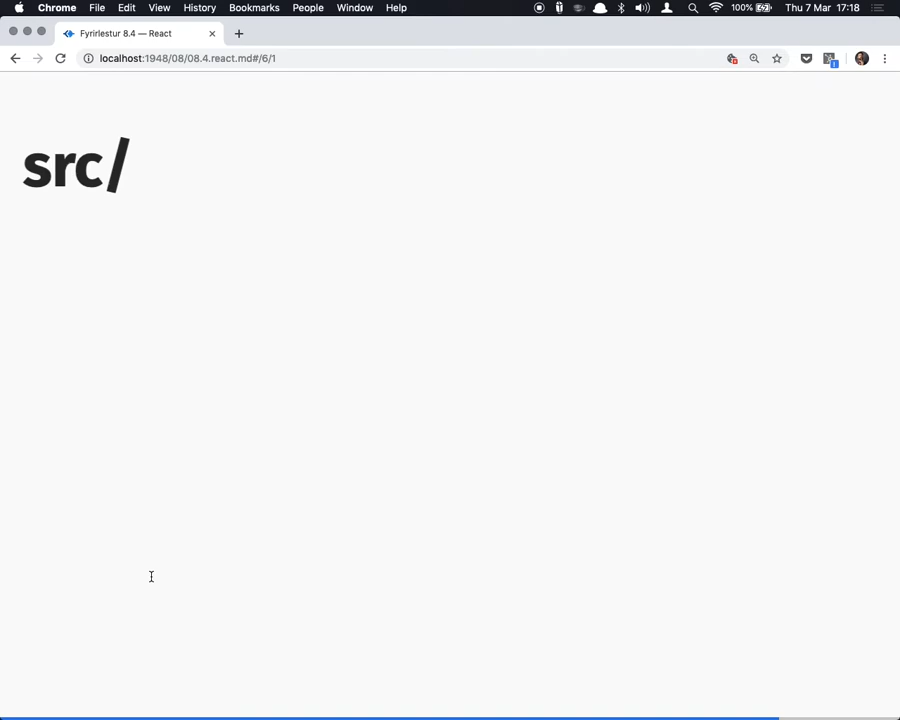 Chrome File Edit View History Bookmarks People Window Help 100% Thu 7 Mar 17:18
Fyrirlestur 8.4 — React
localhost:1948/08/08.4.react.md#/6/1
src/